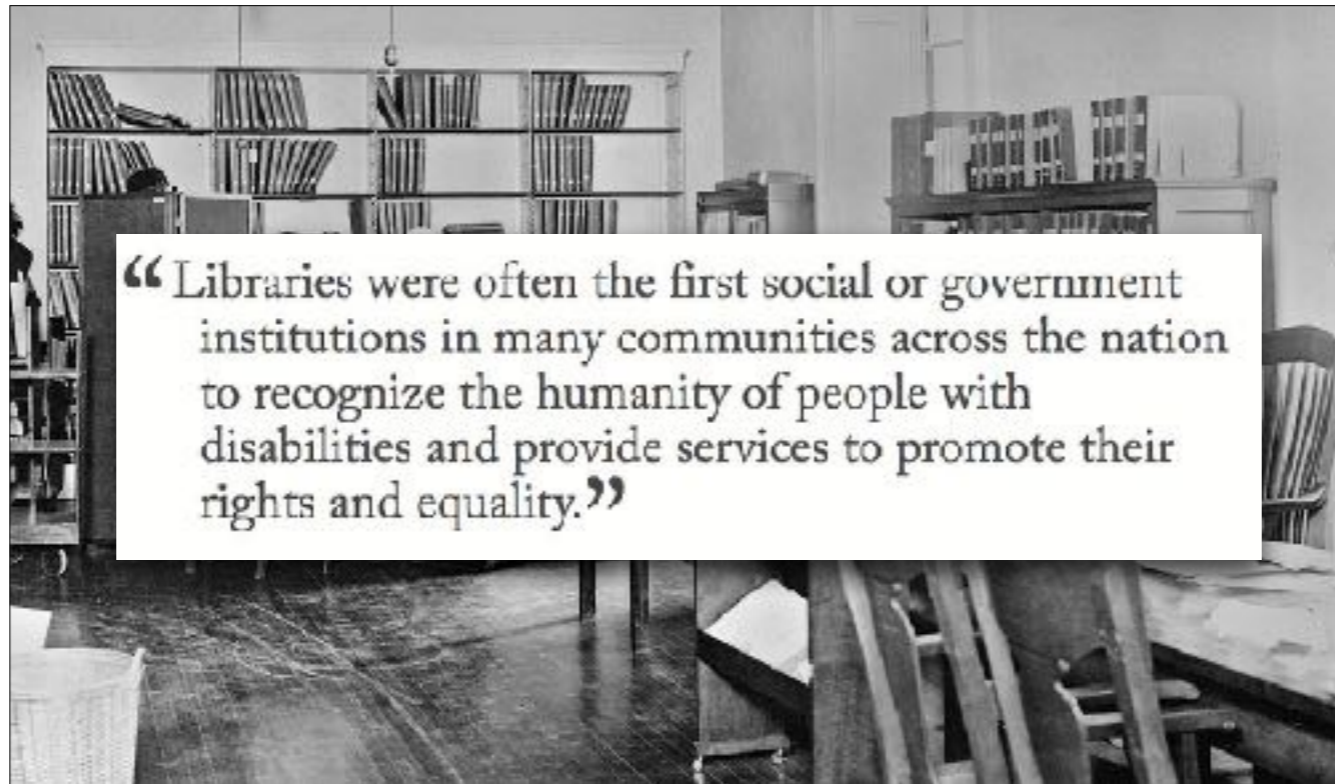 “Libraries were often the first social or government
institutions in many communities across the nation
to recognize the humanity of people with
disabilities and provide services to promote their
rights and equality.”